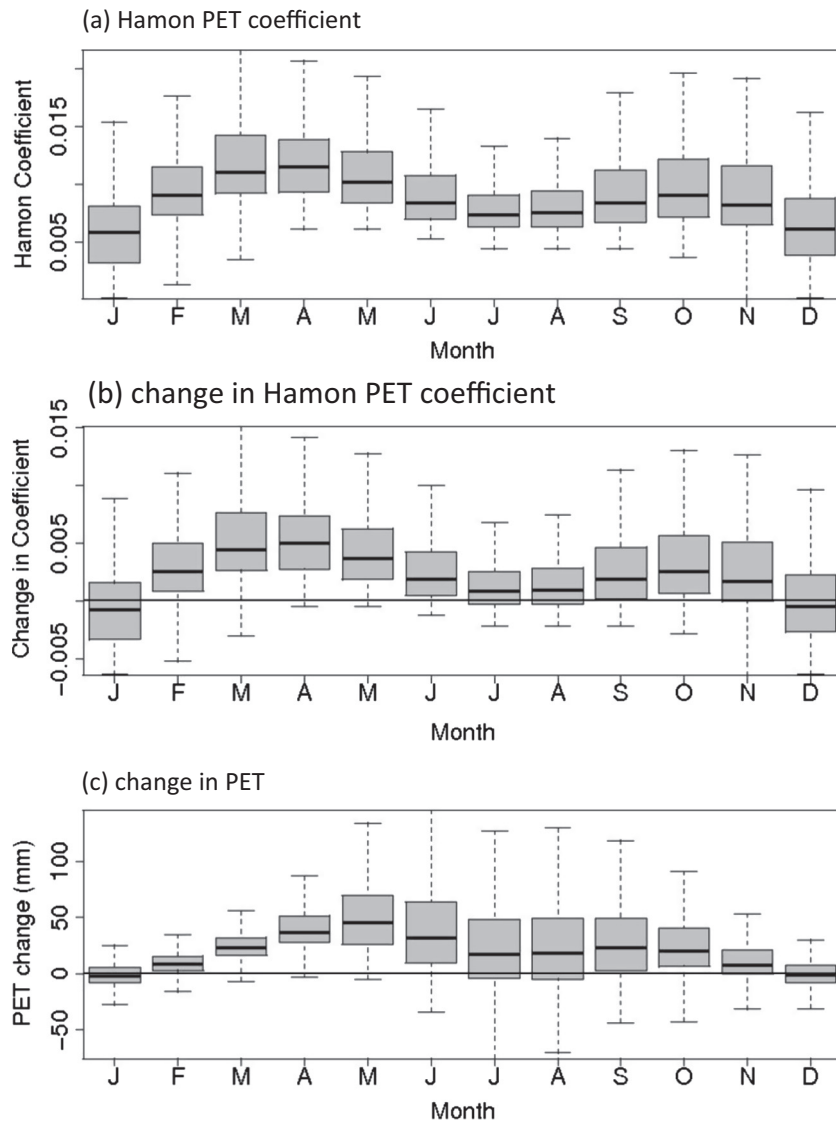 (a) Hamon PET coefficient
Hamon Coefficient
0.015
0.005
J F M A M J J A S O N D
Month
(b) change in Hamon PET coefficient
Change in Coefficient
0.015
0.005
−0.005
J F M A M J J A S O N D
Month
(c) change in PET
PET change (mm)
100
50
0
−50
J F M A M J J A S O N D
Month